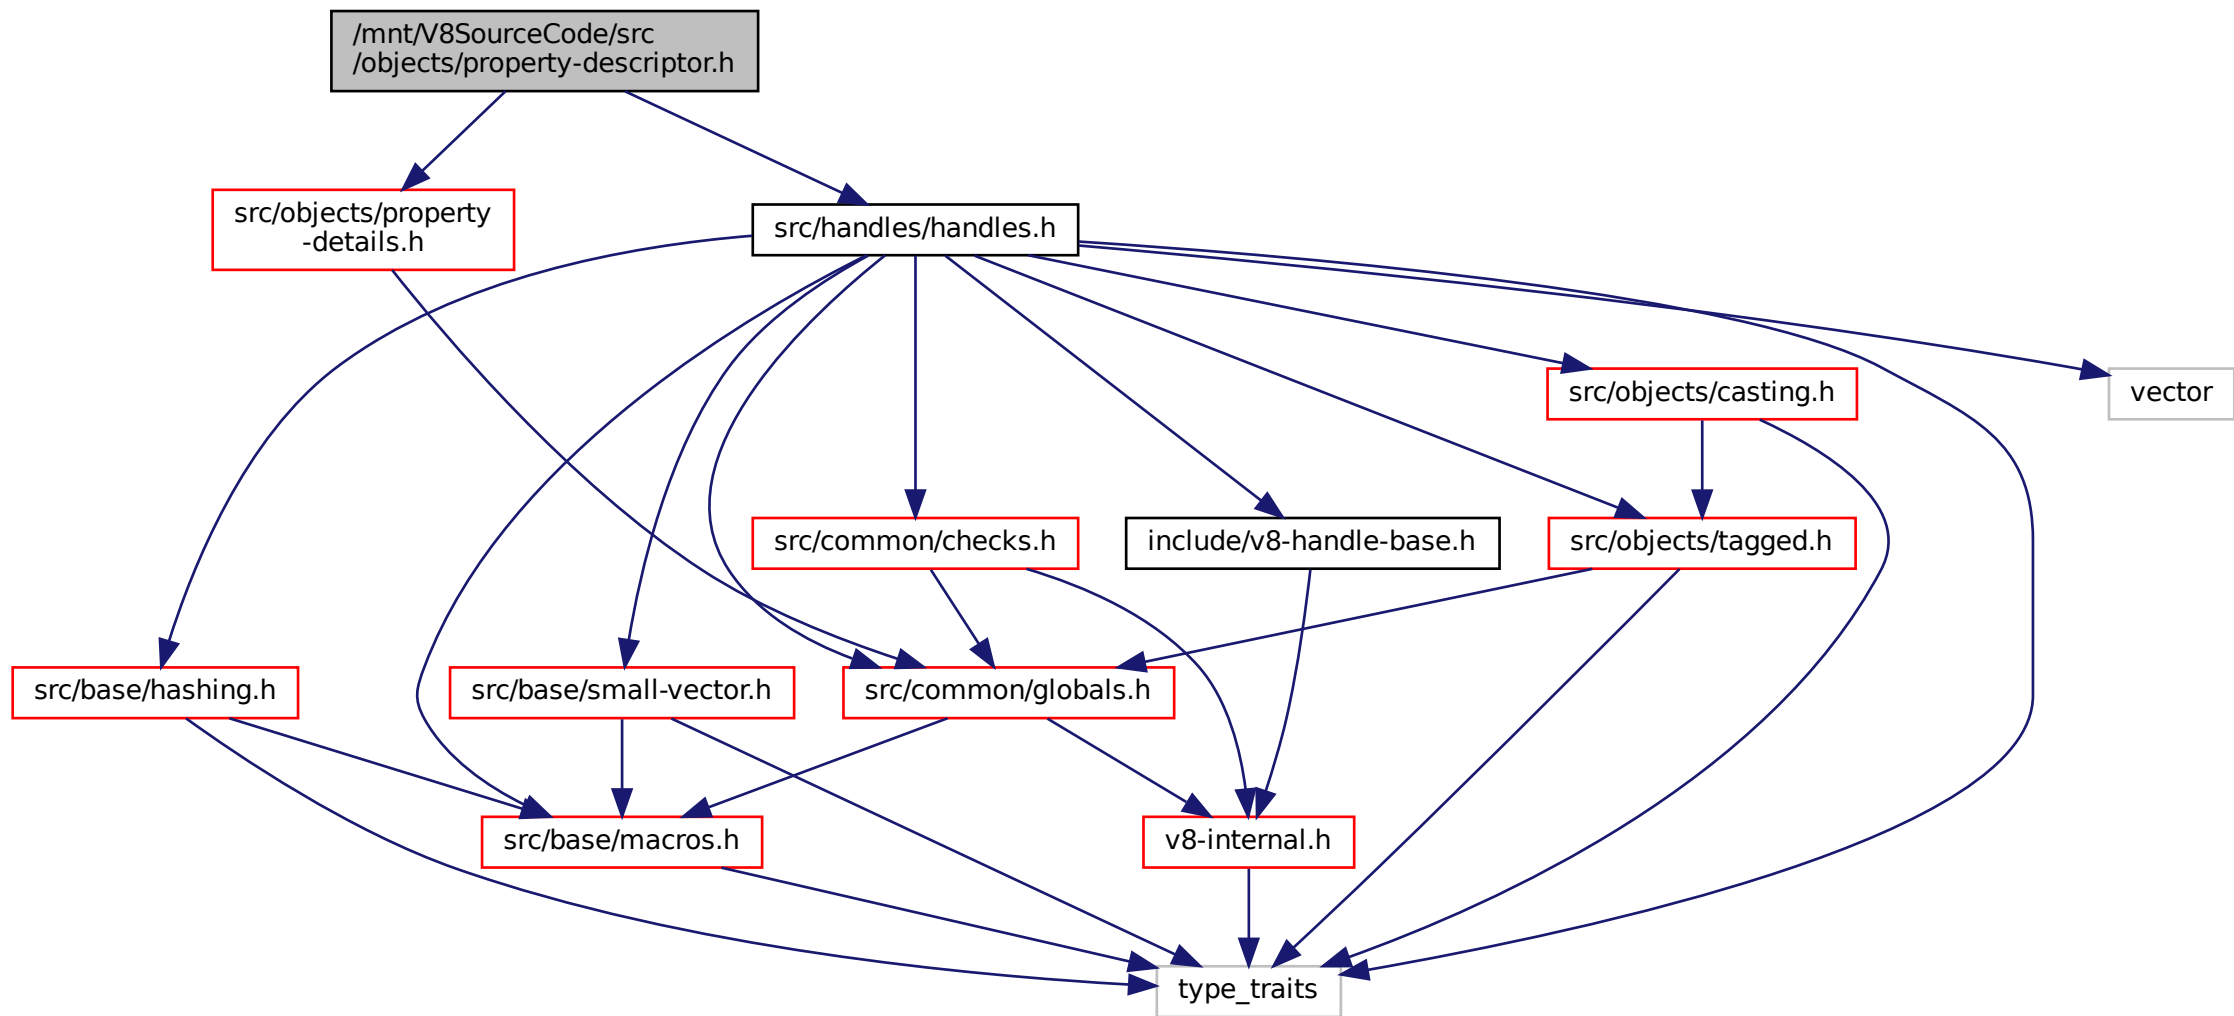 /mnt/V8SourceCode/src
/objects/property-descriptor.h
src/objects/property
-details.h
src/handles/handles.h
src/objects/casting.h
vector
src/common/checks.h
include/v8-handle-base.h
src/objects/tagged.h
src/base/hashing.h
src/base/small-vector.h
src/common/globals.h
src/base/macros.h
v8-internal.h
type_traits